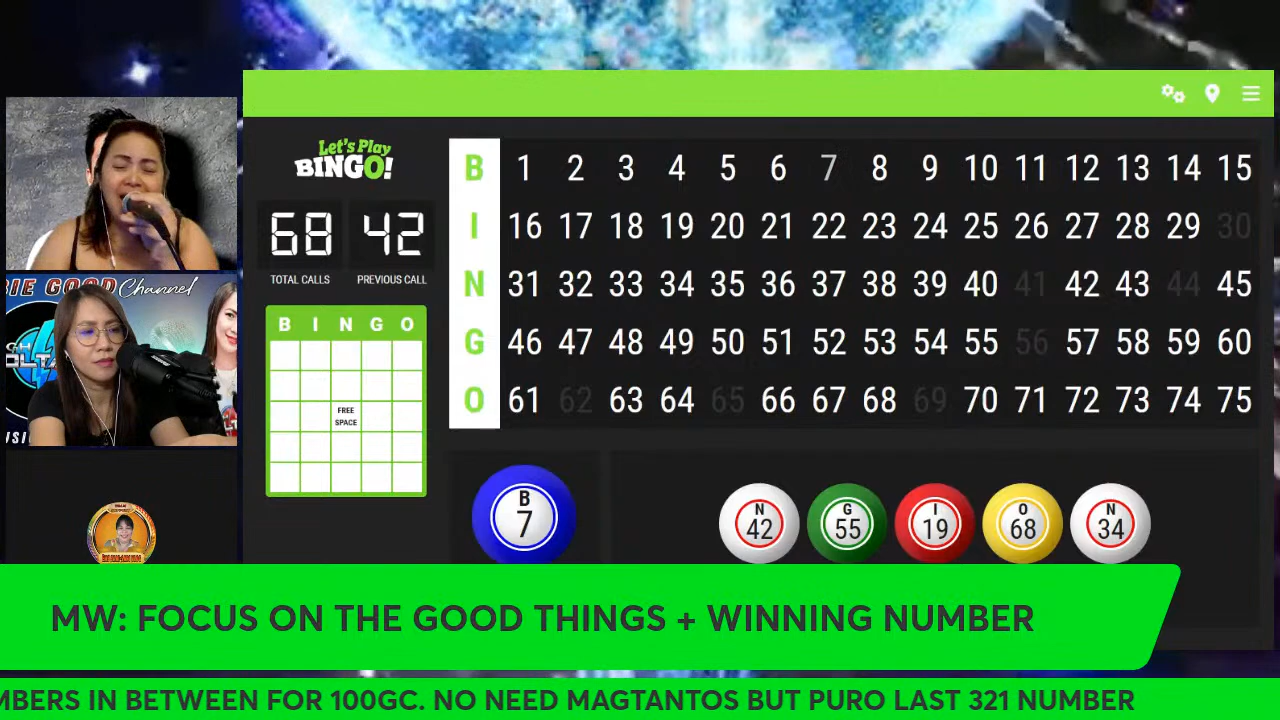 Let's Play
BINGO!
68 42
TOTAL CALLS PREVIOUS CALL
B I N G O
FREE
SPACE
B 1 2 3 4 5 6 7 8 9 10 11 12 13 14 15
I 16 17 18 19 20 21 22 23 24 25 26 27 28 29 30
N 31 32 33 34 35 36 37 38 39 40 41 42 43 44 45
G 46 47 48 49 50 51 52 53 54 55 56 57 58 59 60
O 61 62 63 64 65 66 67 68 69 70 71 72 73 74 75
B
7
N
42
G
55
I
19
O
68
N
34
BIE GOOD Channel
MW: FOCUS ON THE GOOD THINGS + WINNING NUMBER
MBERS IN BETWEEN FOR 100GC. NO NEED MAGTANTOS BUT PURO LAST 321 NUMBER